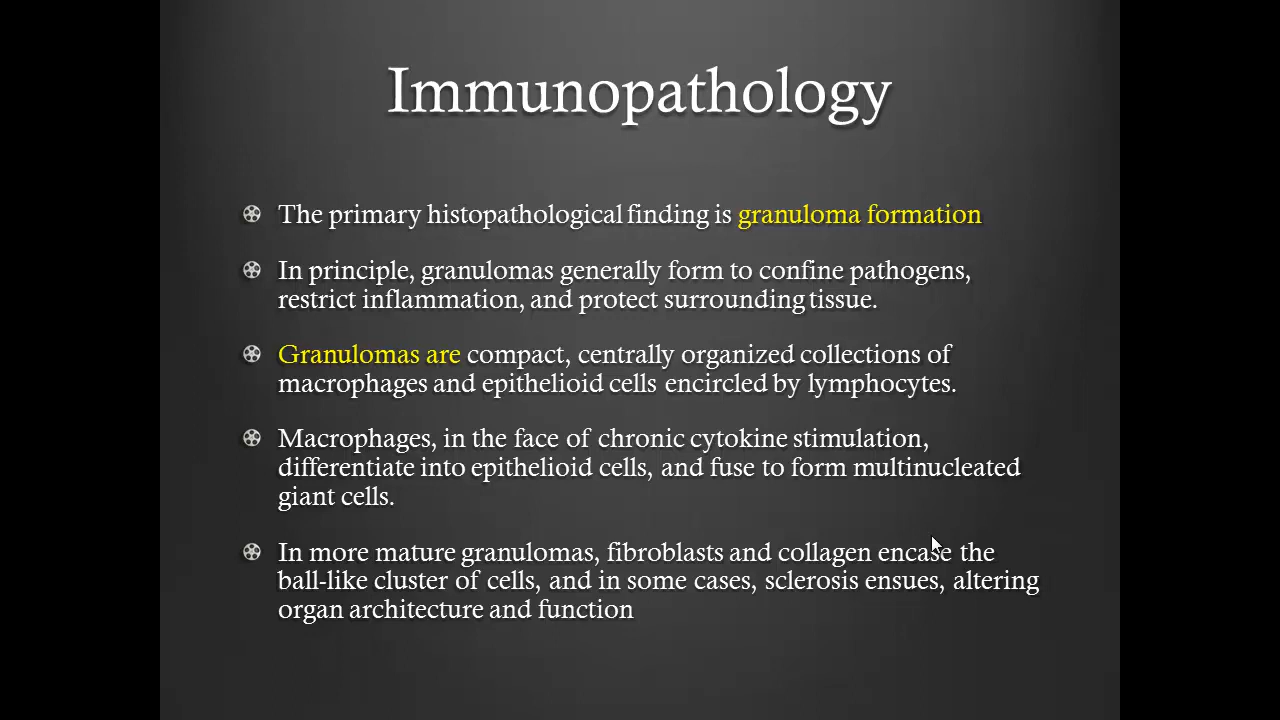 Immunopathology
The primary histopathological finding is granuloma formation
In principle, granulomas generally form to confine pathogens,
restrict inflammation, and protect surrounding tissue.
Granulomas are compact, centrally organized collections of
macrophages and epithelioid cells encircled by lymphocytes.
Macrophages, in the face of chronic cytokine stimulation,
differentiate into epithelioid cells, and fuse to form multinucleated
giant cells.
In more mature granulomas, fibroblasts and collagen encase the
ball-like cluster of cells, and in some cases, sclerosis ensues, altering
organ architecture and function